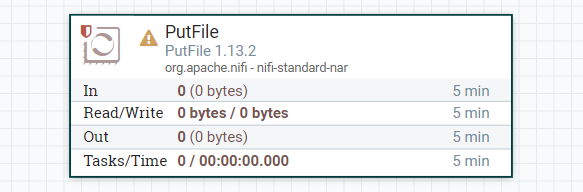 PutFile
PutFile 1.13.2
org.apache.nifi - nifi-standard-nar
In 0 (0 bytes) 5 min
Read/Write 0 bytes / 0 bytes 5 min
Out 0 (0 bytes) 5 min
Tasks/Time 0 / 00:00:00.000 5 min